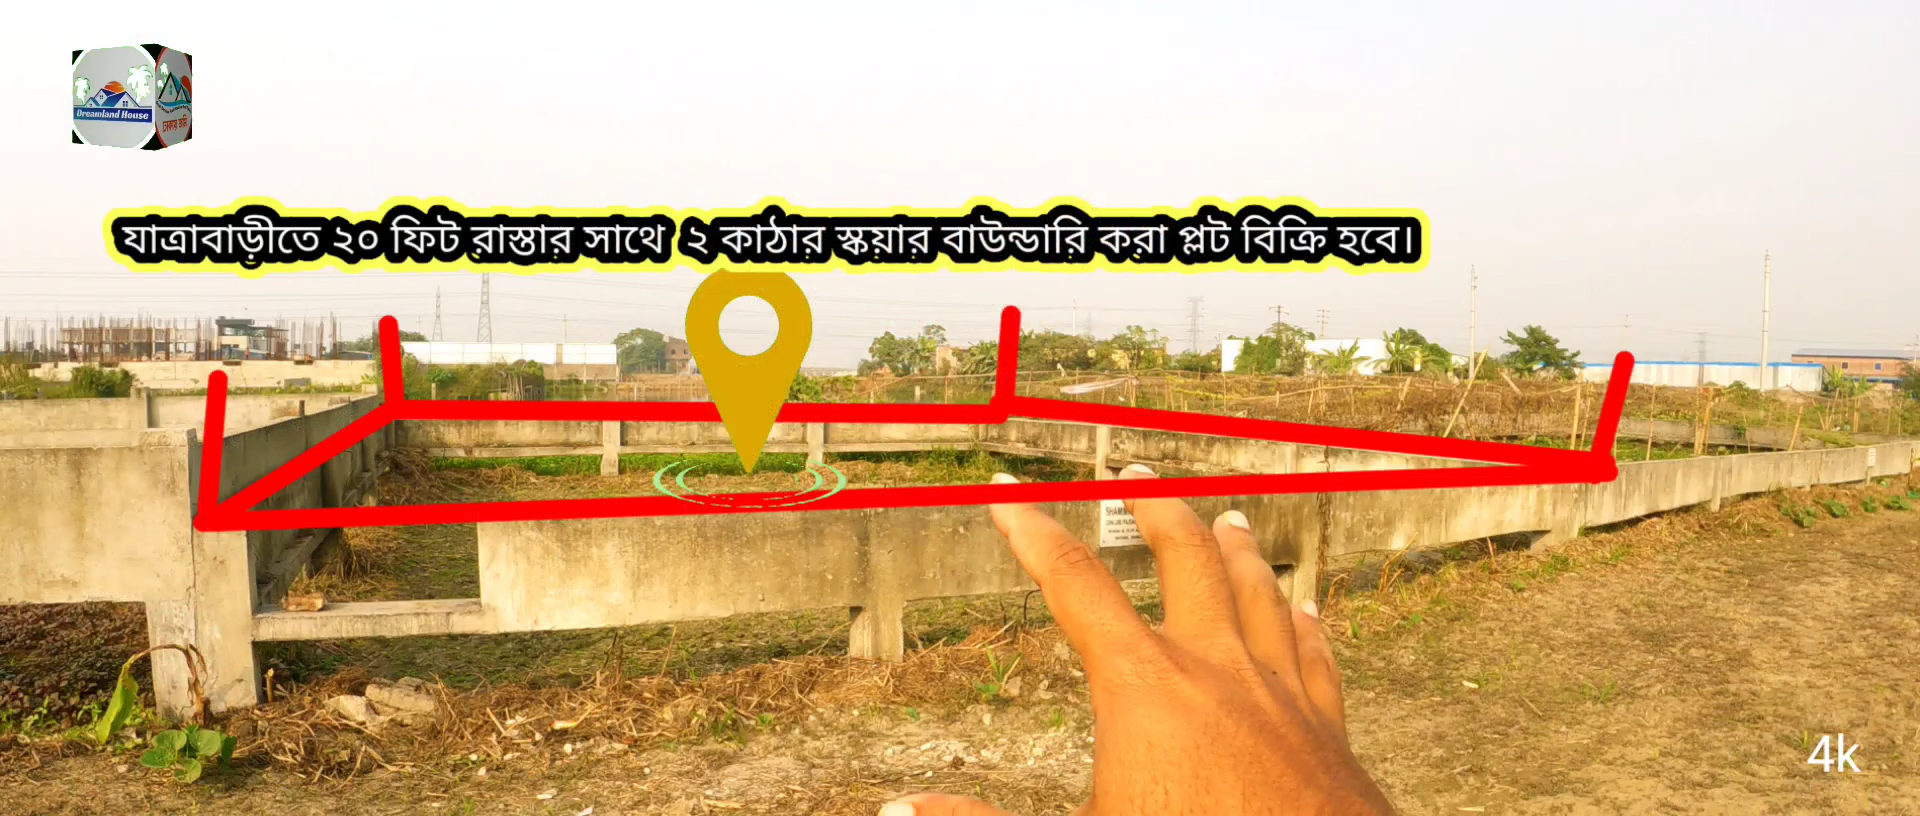 Dreamland House
যাত্রাবাড়ীতে ২০ ফিট রাস্তার সাথে ২ কাঠার স্কয়ার বাউন্ডারি করা প্লট বিক্রি হবে।
4k